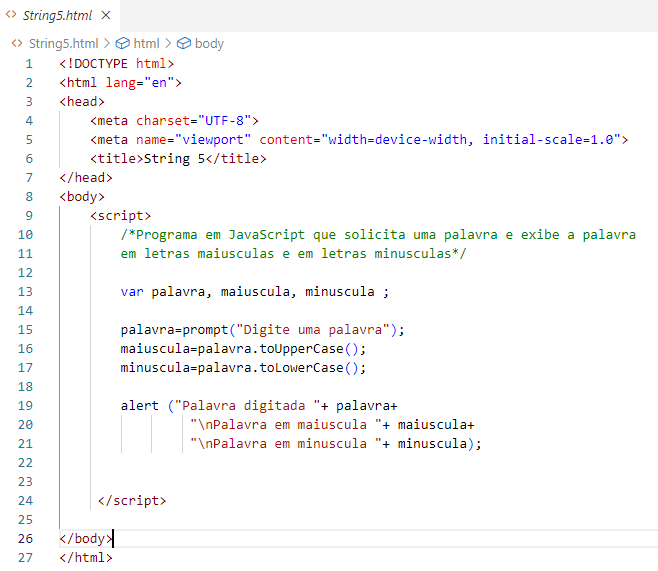 String5.html
String5.html > html > body
1 <!DOCTYPE html>
2 <html lang="en">
3 <head>
4 <meta charset="UTF-8">
5 <meta name="viewport" content="width=device-width, initial-scale=1.0">
6 <title>String 5</title>
7 </head>
8 <body>
9 <script>
10 /*Programa em JavaScript que solicita uma palavra e exibe a palavra
11 em letras maiusculas e em letras minusculas*/
12
13 var palavra, maiuscula, minuscula ;
14
15 palavra=prompt("Digite uma palavra");
16 maiuscula=palavra.toUpperCase();
17 minuscula=palavra.toLowerCase();
18
19 alert ("Palavra digitada "+ palavra+
20 "\nPalavra em maiuscula "+ maiuscula+
21 "\nPalavra em minuscula "+ minuscula);
22
23
24 </script>
25
26 </body>
27 </html>